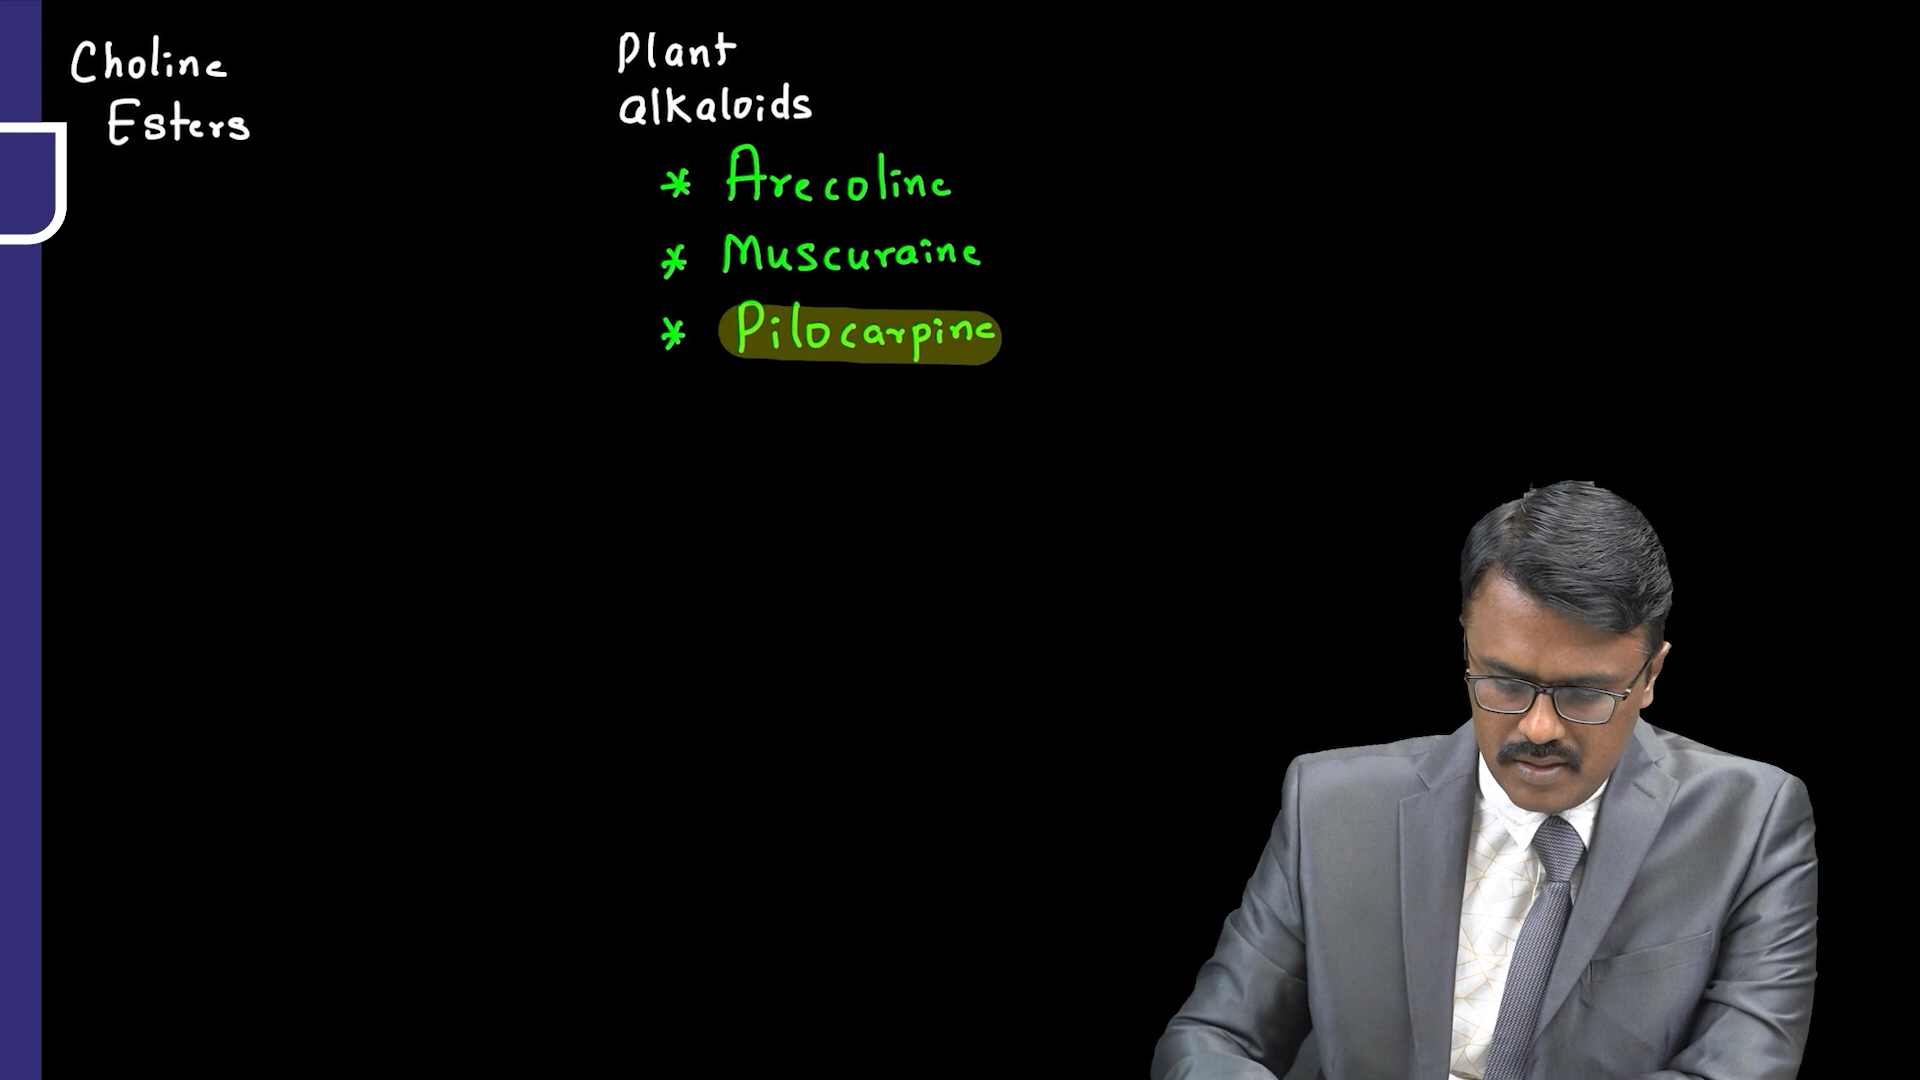 Choline
Esters
Plant
alkaloids
* Arecoline
* Muscuraine
* Pilocarpine